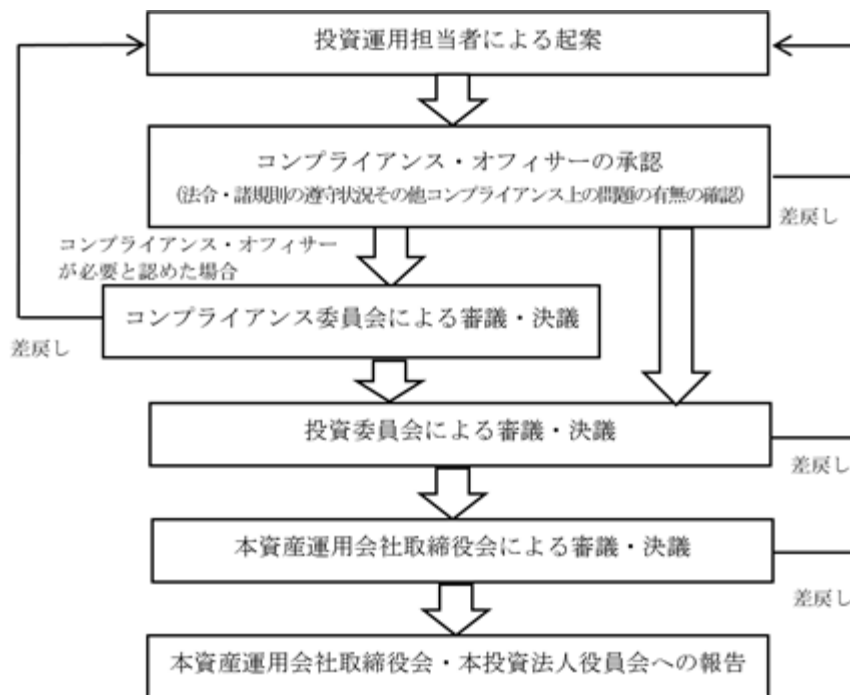 投資運用担当者による起案
コンプライアンス・オフィサーの承認
(法令・諸規則の遵守状況その他コンプライアンス上の問題の有無の確認)
差戻し
コンプライアンス・オフィサー
が必要と認めた場合
コンプライアンス委員会による審議・決議
差戻し
投資委員会による審議・決議
差戻し
本資産運用会社取締役会による審議・決議
差戻し
本資産運用会社取締役会・本投資法人役員会への報告